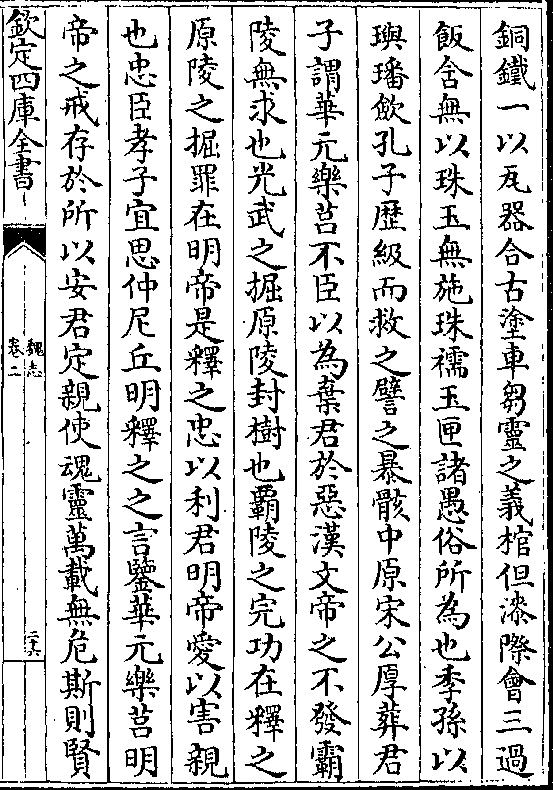 銅鐵一以瓦器合古塗車芻靈之義棺但漆際會三過
飯含無以珠玉無施珠襦玉匣諸愚俗所為也季孫以
璵璠斂孔子歴級而救之譬之暴骸中原宋公厚葬君
子謂華元樂莒不臣以為棄君於惡漢文帝之不發霸
陵無求也光武之掘原陵封樹也霸陵之完功在釋之
原陵之掘罪在明帝是釋之忠以利君明帝愛以害親
也忠臣孝子宜思仲尼丘明釋之之言鑒華元樂莒明
帝之戒存於所以安君定親使魂靈萬載無危斯則賢
欽定四庫全書
魏志
卷二
二十六